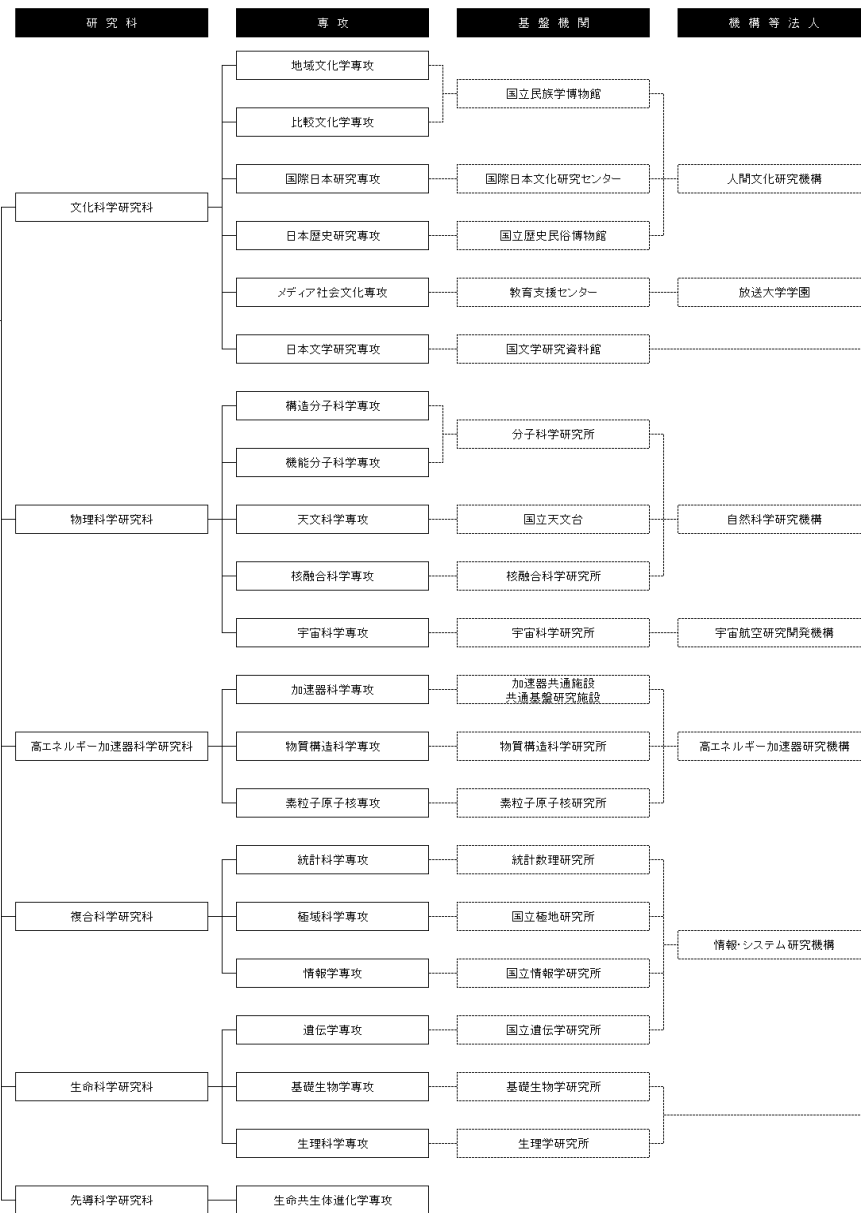 研究科
専攻
基盤機関
機構等法人
地域文化学専攻
国立民族学博物館
比較文化学専攻
国際日本研究専攻
国際日本文化研究センター
人間文化研究機構
文化科学研究科
日本歴史研究専攻
国立歴史民俗博物館
メディア社会文化専攻
教育支援センター
放送大学学園
日本文学研究専攻
国文学研究資料館
構造分子科学専攻
分子科学研究所
機能分子科学専攻
物理科学研究科
天文科学専攻
国立天文台
自然科学研究機構
核融合科学専攻
核融合科学研究所
宇宙科学専攻
宇宙科学研究所
宇宙航空研究開発機構
加速器科学専攻
加速器共通施設
共通基盤研究施設
高エネルギー加速器科学研究科
物質構造科学専攻
物質構造科学研究所
高エネルギー加速器研究機構
素粒子原子核専攻
素粒子原子核研究所
統計科学専攻
統計数理研究所
複合科学研究科
極域科学専攻
国立極地研究所
情報・システム研究機構
情報学専攻
国立情報学研究所
遺伝学専攻
国立遺伝学研究所
生命科学研究科
基礎生物学専攻
基礎生物学研究所
生理科学専攻
生理学研究所
先導科学研究科
生命共生体進化学専攻